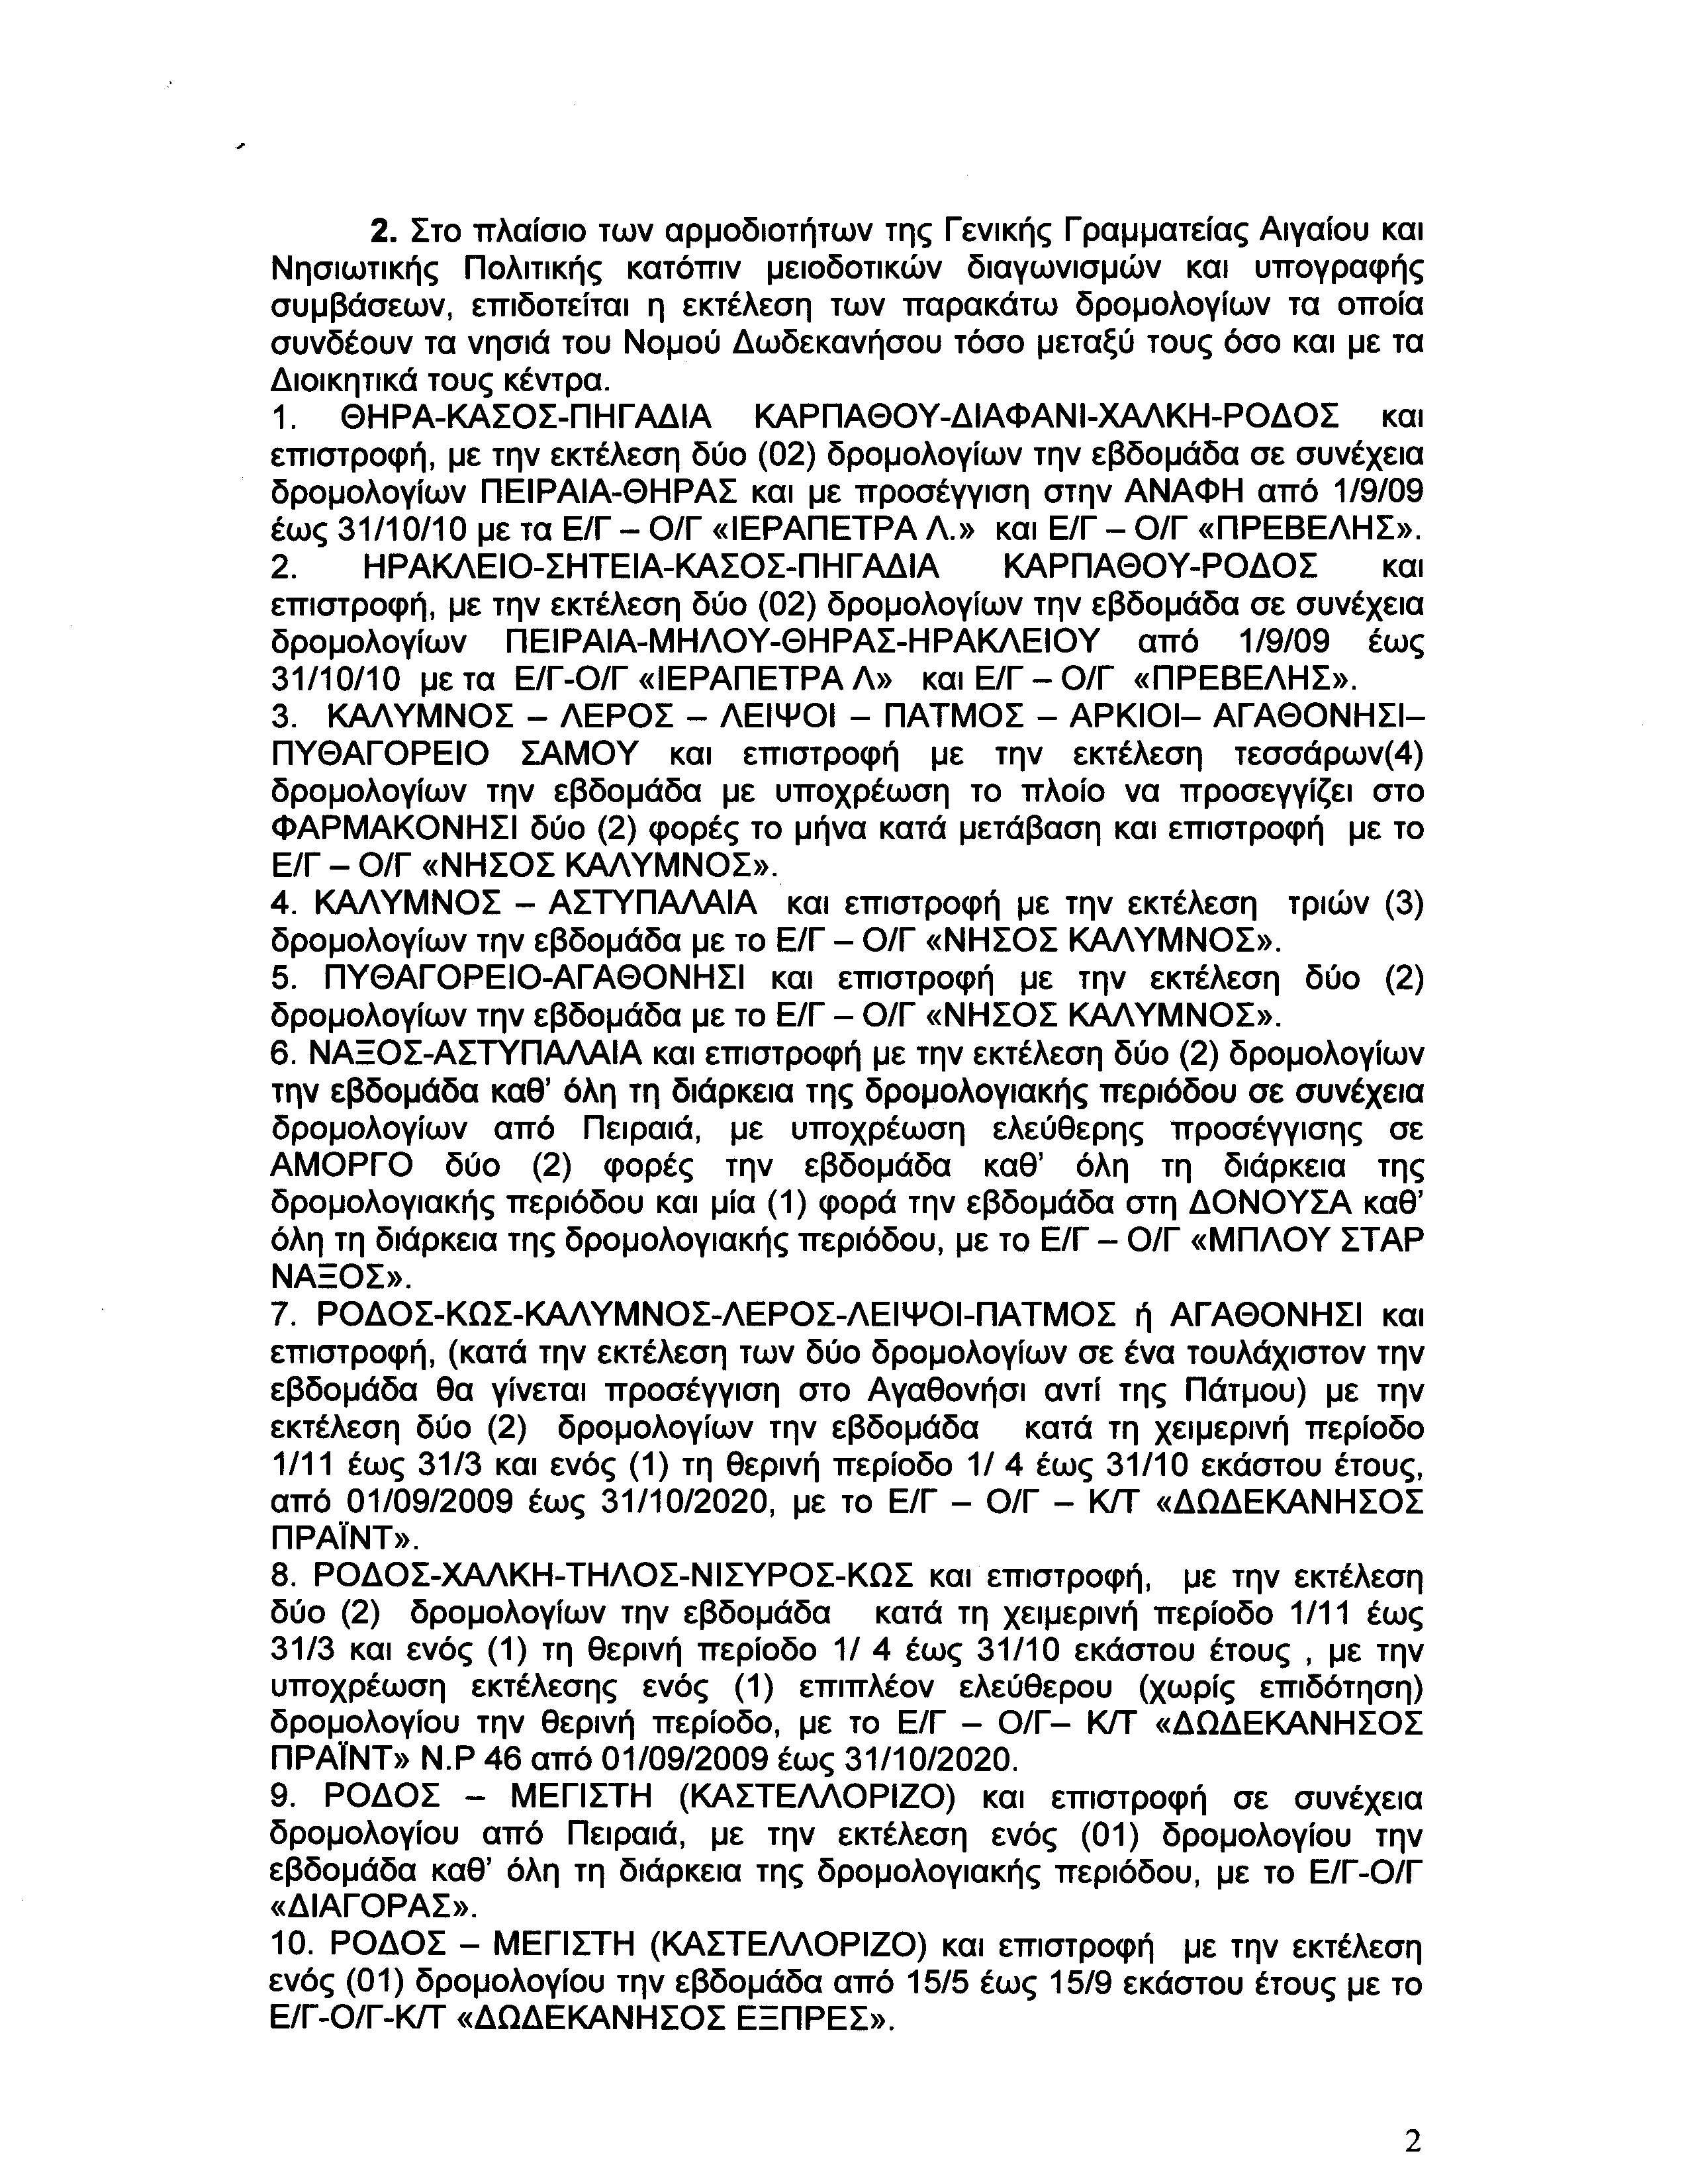 2. Στο πλαίσιο των αρμοδιοτήτων της Γενικής Γραμματείας Αιγαίου και
Νησιωτικής Πολιτικής κατόπιν μειοδοτικών διαγωνισμών και υπογραφής
συμβάσεων, επιδοτείται η εκτέλεση των παρακάτω δρομολογίων τα οποία
συνδέουν τα νησιά του Νομού Δωδεκανήσου τόσο μεταξύ τους όσο και με τα
Διοικητικά τους κέντρα.
1. ΘΗΡΑ-ΚΑΣΟΣ-ΠΗΓΑΔΙΑ ΚΑΡΠΑΘΟΥ-ΔΙΑΦΑΝΙ-ΧΑΛΚΗ-ΡΟΔΟΣ και
επιστροφή, με την εκτέλεση δύο (02) δρομολογίων την εβδομάδα σε συνέχεια
δρομολογίων ΠΕΙΡΑΙΑ-ΘΗΡΑΣ και με προσέγγιση στην ΑΝΑΦΗ από 1/9/09
έως 31/10/10 με τα Ε/Γ – Ο/Γ «ΙΕΡΑΠΕΤΡΑ Λ.» και Ε/Γ – Ο/Γ «ΠΡΕΒΕΛΗΣ».
2. ΗΡΑΚΛΕΙΟ-ΣΗΤΕΙΑ-ΚΑΣΟΣ-ΠΗΓΑΔΙΑ ΚΑΡΠΑΘΟΥ-ΡΟΔΟΣ και
επιστροφή, με την εκτέλεση δύο (02) δρομολογίων την εβδομάδα σε συνέχεια
δρομολογίων ΠΕΙΡΑΙΑ-ΜΗΛΟΥ-ΘΗΡΑΣ-ΗΡΑΚΛΕΙΟΥ από 1/9/09 έως
31/10/10 με τα Ε/Γ-Ο/Γ «ΙΕΡΑΠΕΤΡΑ Λ» και Ε/Γ – Ο/Γ «ΠΡΕΒΕΛΗΣ».
3. ΚΑΛΥΜΝΟΣ – ΛΕΡΟΣ – ΛΕΙΨΟΙ – ΠΑΤΜΟΣ – ΑΡΚΙΟΙ– ΑΓΑΘΟΝΗΣΙ–
ΠΥΘΑΓΟΡΕΙΟ ΣΑΜΟΥ και επιστροφή με την εκτέλεση τεσσάρων(4)
δρομολογίων την εβδομάδα με υποχρέωση το πλοίο να προσεγγίζει στο
ΦΑΡΜΑΚΟΝΗΣΙ δύο (2) φορές το μήνα κατά μετάβαση και επιστροφή με το
Ε/Γ – Ο/Γ «ΝΗΣΟΣ ΚΑΛΥΜΝΟΣ».
4. ΚΑΛΥΜΝΟΣ – ΑΣΤΥΠΑΛΑΙΑ και επιστροφή με την εκτέλεση τριών (3)
δρομολογίων την εβδομάδα με το Ε/Γ – Ο/Γ «ΝΗΣΟΣ ΚΑΛΥΜΝΟΣ».
5. ΠΥΘΑΓΟΡΕΙΟ-ΑΓΑΘΟΝΗΣΙ και επιστροφή με την εκτέλεση δύο (2)
δρομολογίων την εβδομάδα με το Ε/Γ – Ο/Γ «ΝΗΣΟΣ ΚΑΛΥΜΝΟΣ».
6. ΝΑΞΟΣ-ΑΣΤΥΠΑΛΑΙΑ και επιστροφή με την εκτέλεση δύο (2) δρομολογίων
την εβδομάδα καθ’ όλη τη διάρκεια της δρομολογιακής περιόδου σε συνέχεια
δρομολογίων από Πειραιά, με υποχρέωση ελεύθερης προσέγγισης σε
ΑΜΟΡΓΟ δύο (2) φορές την εβδομάδα καθ’ όλη τη διάρκεια της
δρομολογιακής περιόδου και μία (1) φορά την εβδομάδα στη ΔΟΝΟΥΣΑ καθ’
όλη τη διάρκεια της δρομολογιακής περιόδου, με το Ε/Γ – Ο/Γ «ΜΠΛΟΥ ΣΤΑΡ
ΝΑΞΟΣ».
7. ΡΟΔΟΣ-ΚΩΣ-ΚΑΛΥΜΝΟΣ-ΛΕΡΟΣ-ΛΕΙΨΟΙ-ΠΑΤΜΟΣ ή ΑΓΑΘΟΝΗΣΙ και
επιστροφή, (κατά την εκτέλεση των δύο δρομολογίων σε ένα τουλάχιστον την
εβδομάδα θα γίνεται προσέγγιση στο Αγαθονήσι αντί της Πάτμου) με την
εκτέλεση δύο (2) δρομολογίων την εβδομάδα κατά τη χειμερινή περίοδο
1/11 έως 31/3 και ενός (1) τη θερινή περίοδο 1/ 4 έως 31/10 εκάστου έτους,
από 01/09/2009 έως 31/10/2020, με το Ε/Γ – Ο/Γ – Κ/Τ «ΔΩΔΕΚΑΝΗΣΟΣ
ΠΡΑΪΝΤ».
8. ΡΟΔΟΣ-ΧΑΛΚΗ-ΤΗΛΟΣ-ΝΙΣΥΡΟΣ-ΚΩΣ και επιστροφή, με την εκτέλεση
δύο (2) δρομολογίων την εβδομάδα κατά τη χειμερινή περίοδο 1/11 έως
31/3 και ενός (1) τη θερινή περίοδο 1/ 4 έως 31/10 εκάστου έτους , με την
υποχρέωση εκτέλεσης ενός (1) επιπλέον ελεύθερου (χωρίς επιδότηση)
δρομολογίου την θερινή περίοδο, με το Ε/Γ – Ο/Γ– Κ/Τ «ΔΩΔΕΚΑΝΗΣΟΣ
ΠΡΑΪΝΤ» Ν.Ρ 46 από 01/09/2009 έως 31/10/2020.
9. ΡΟΔΟΣ – ΜΕΓΙΣΤΗ (ΚΑΣΤΕΛΛΟΡΙΖΟ) και επιστροφή σε συνέχεια
δρομολογίου από Πειραιά, με την εκτέλεση ενός (01) δρομολογίου την
εβδομάδα καθ’ όλη τη διάρκεια της δρομολογιακής περιόδου, με το Ε/Γ-Ο/Γ
«ΔΙΑΓΟΡΑΣ».
10. ΡΟΔΟΣ – ΜΕΓΙΣΤΗ (ΚΑΣΤΕΛΛΟΡΙΖΟ) και επιστροφή με την εκτέλεση
ενός (01) δρομολογίου την εβδομάδα από 15/5 έως 15/9 εκάστου έτους με το
Ε/Γ-Ο/Γ-Κ/Τ «ΔΩΔΕΚΑΝΗΣΟΣ ΕΞΠΡΕΣ».
2